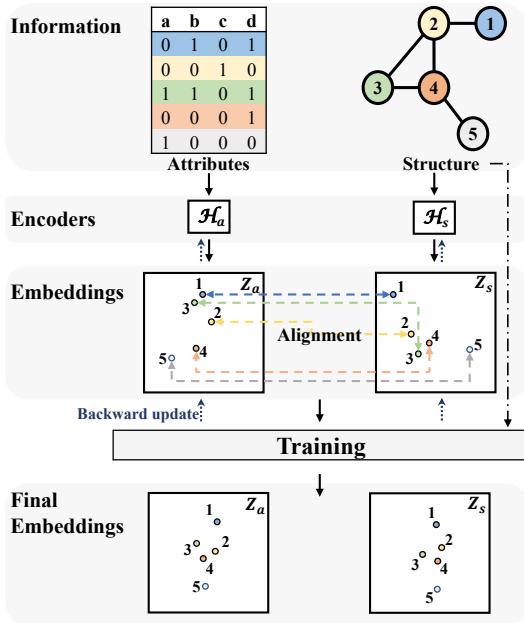 Information
a b c d
0 1 0 1
0 0 1 0
1 1 0 1
0 0 0 1
1 0 0 0
Attributes
2 1
3 4
5
Structure
Encoders
ℋₐ ℋₛ
Embeddings
Zₐ Zₛ
1 1
3
2 2
Alignment
4 4
3
5 5
Backward update
Training
Final
Embeddings
Zₐ Zₛ
1 1
3 2 2
4 3 4
5 5